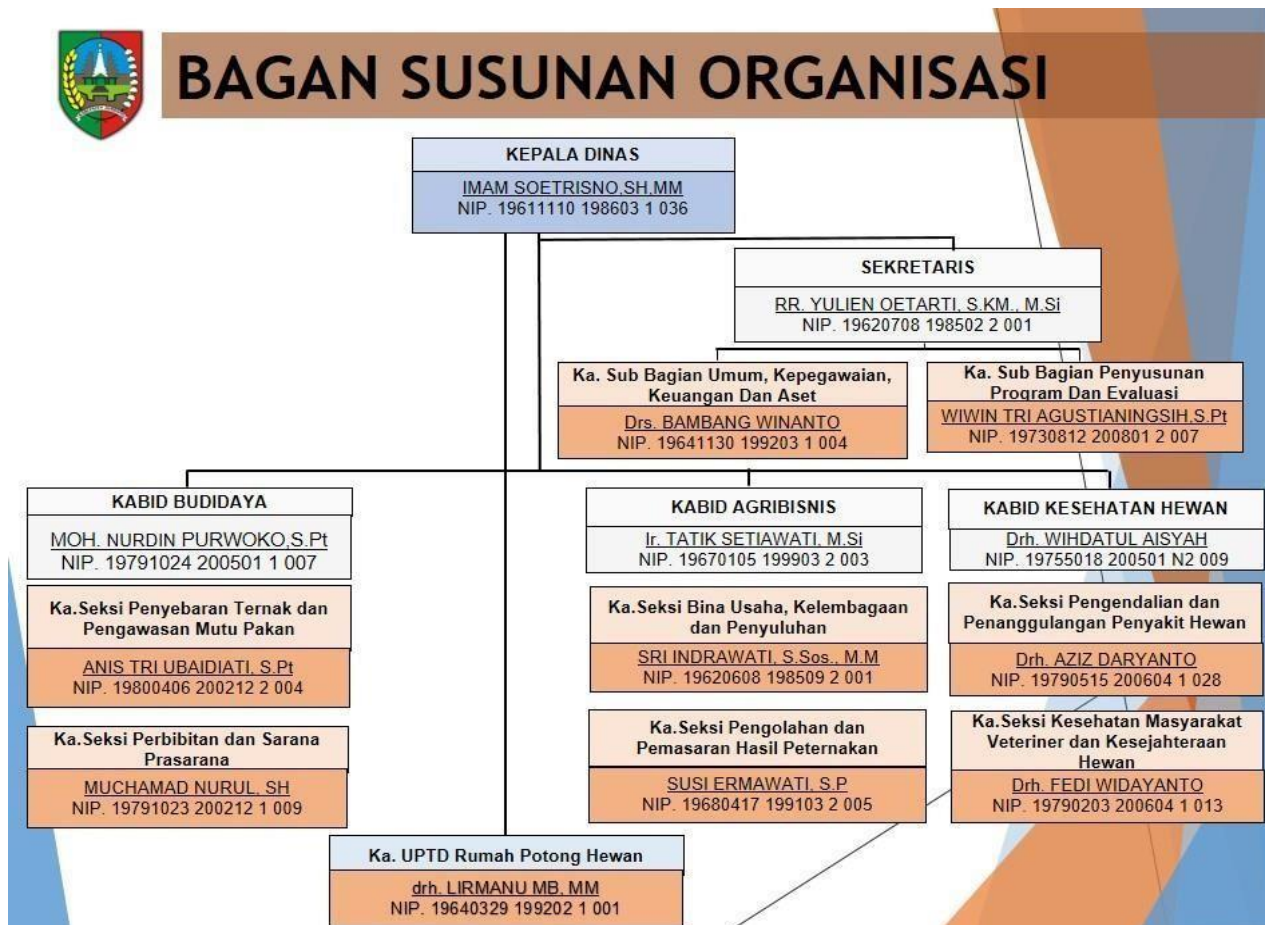 BAGAN SUSUNAN ORGANISASI
KEPALA DINAS
IMAM SOETRISNO,SH,MM
NIP. 19611110 198603 1 036
SEKRETARIS
RR. YULIEN OETARTI, S.KM., M.Si
NIP. 19620708 198502 2 001
Ka. Sub Bagian Umum, Kepegawaian,
Keuangan Dan Aset
Drs. BAMBANG WINANTO
NIP. 19641130 199203 1 004
Ka. Sub Bagian Penyusunan
Program Dan Evaluasi
WIWIN TRI AGUSTIANINGSIH,S.Pt
NIP. 19730812 200801 2 007
KABID BUDIDAYA
MOH. NURDIN PURWOKO,S.Pt
NIP. 19791024 200501 1 007
Ka.Seksi Penyebaran Ternak dan
Pengawasan Mutu Pakan
ANIS TRI UBAIDIATI, S.Pt
NIP. 19800406 200212 2 004
Ka.Seksi Perbibitan dan Sarana
Prasarana
MUCHAMAD NURUL, SH
NIP. 19791023 200212 1 009
KABID AGRIBISNIS
Ir. TATIK SETIAWATI, M.Si
NIP. 19670105 199903 2 003
Ka.Seksi Bina Usaha, Kelembagaan
dan Penyuluhan
SRI INDRAWATI, S.Sos., M.M
NIP. 19620608 198509 2 001
Ka.Seksi Pengolahan dan
Pemasaran Hasil Peternakan
SUSI ERMAWATI, S.P
NIP. 19680417 199103 2 005
KABID KESEHATAN HEWAN
Drh. WIHDATUL AISYAH
NIP. 19755018 200501 N2 009
Ka.Seksi Pengendalian dan
Penanggulangan Penyakit Hewan
Drh. AZIZ DARYANTO
NIP. 19790515 200604 1 028
Ka.Seksi Kesehatan Masyarakat
Veteriner dan Kesejahteraan
Hewan
Drh. FEDI WIDAYANTO
NIP. 19790203 200604 1 013
Ka. UPTD Rumah Potong Hewan
drh. LIRMANU MB, MM
NIP. 19640329 199202 1 001